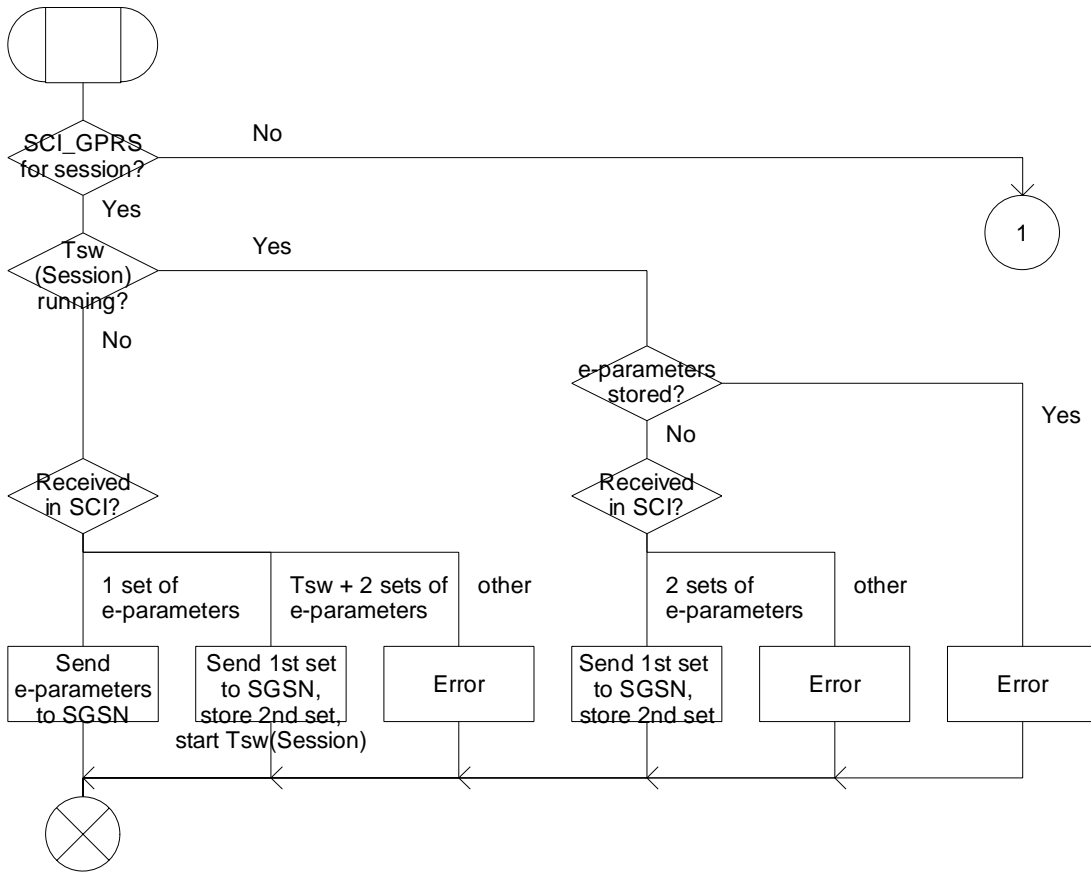 SCI_GPRS
for session?
No
Yes
1
Tsw
(Session)
running?
Yes
No
e-parameters
stored?
Yes
No
Received
in SCI?
Received
in SCI?
1 set of
e-parameters
Tsw + 2 sets of
e-parameters
other
2 sets of
e-parameters
other
Send
e-parameters
to SGSN
Send 1st set
to SGSN,
store 2nd set,
start Tsw(Session)
Error
Send 1st set
to SGSN,
store 2nd set
Error
Error